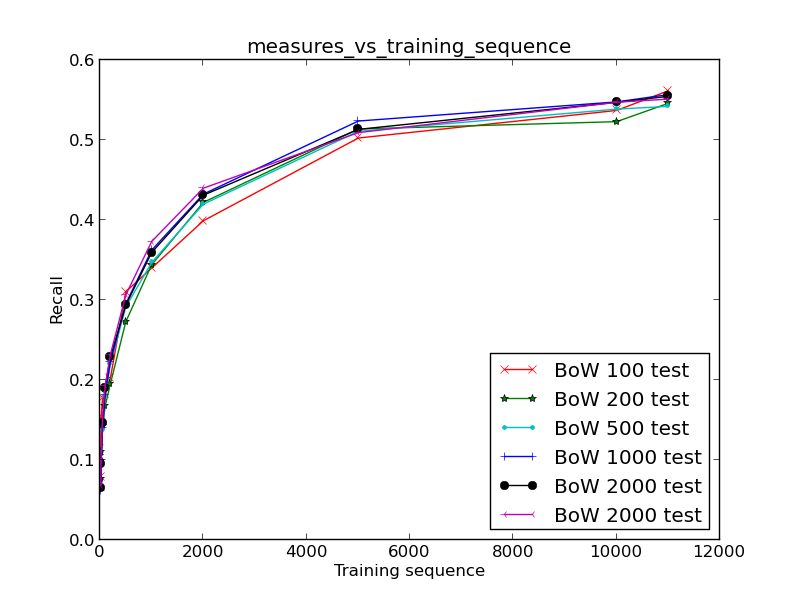 measures_vs_training_sequence
0.6
0.5
0.4
0.3
0.2
0.1
0.0
Recall
BoW 100 test
BoW 200 test
BoW 500 test
BoW 1000 test
BoW 2000 test
BoW 2000 test
0 2000 4000 6000 8000 10000 12000
Training sequence